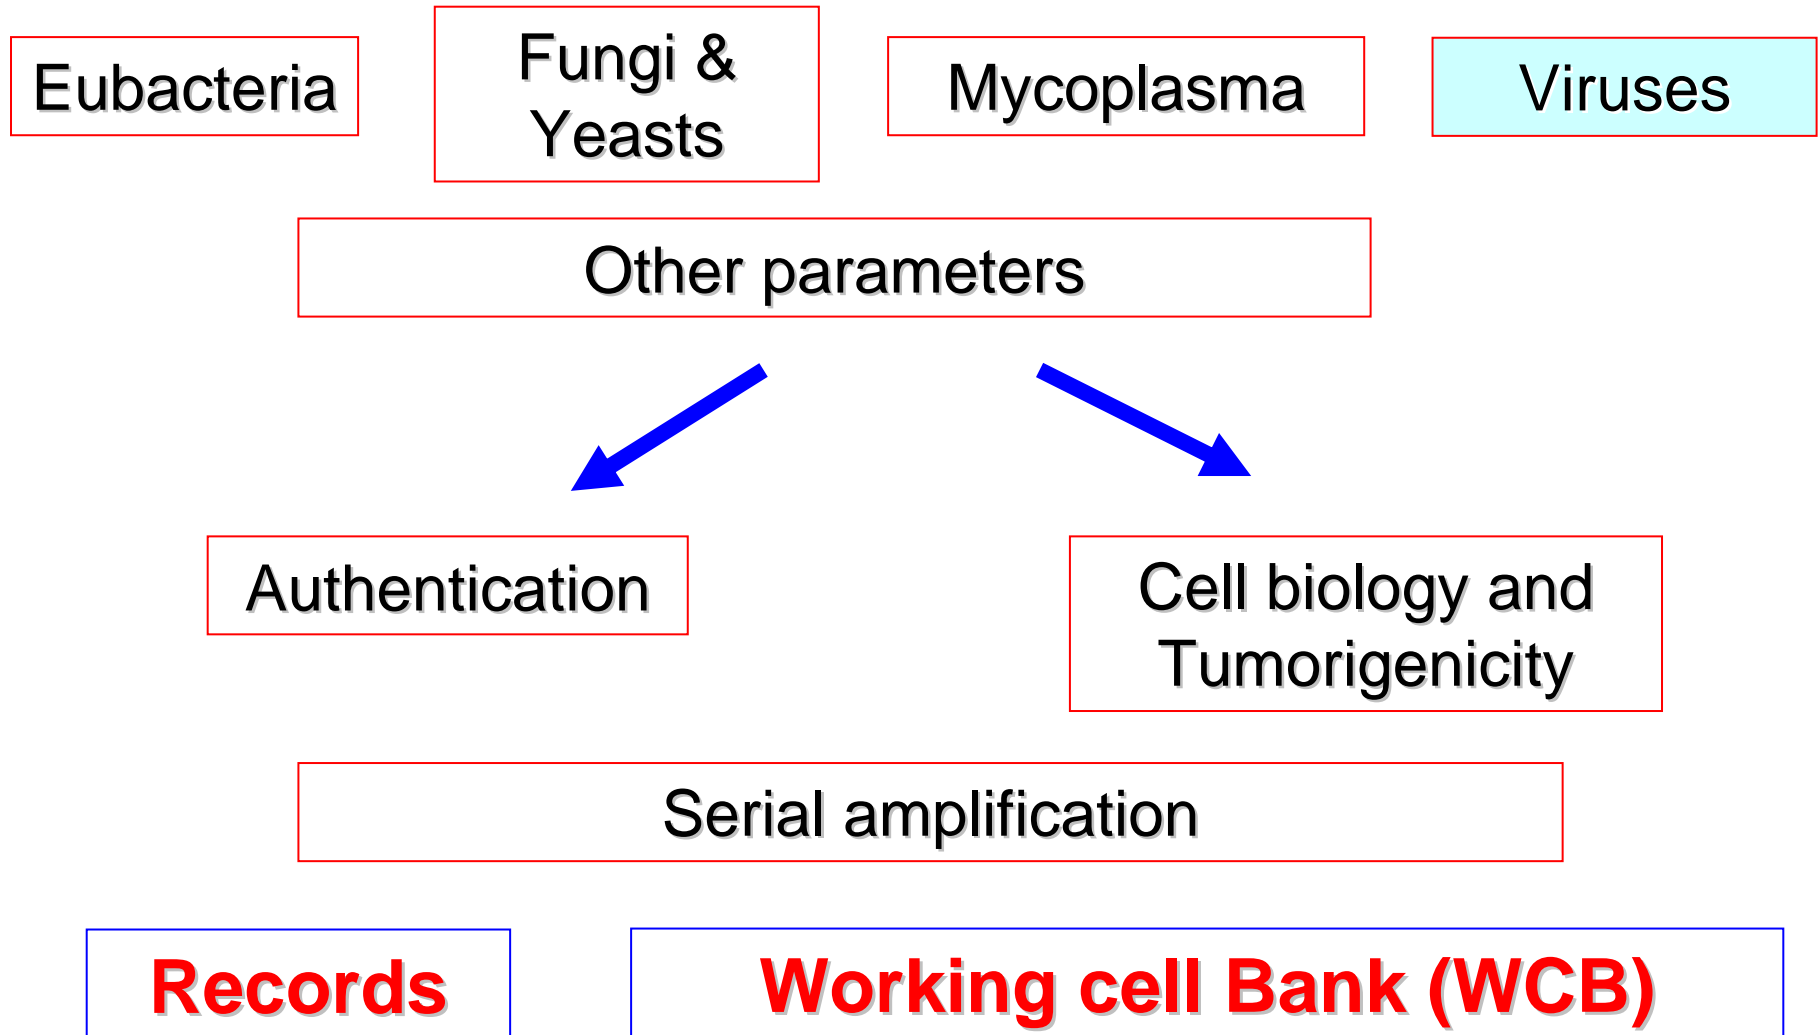 Eubacteria
Fungi &
Yeasts
Mycoplasma
Viruses
Other parameters
Authentication
Cell biology and
Tumorigenicity
Serial amplification
Records
Working cell Bank (WCB)